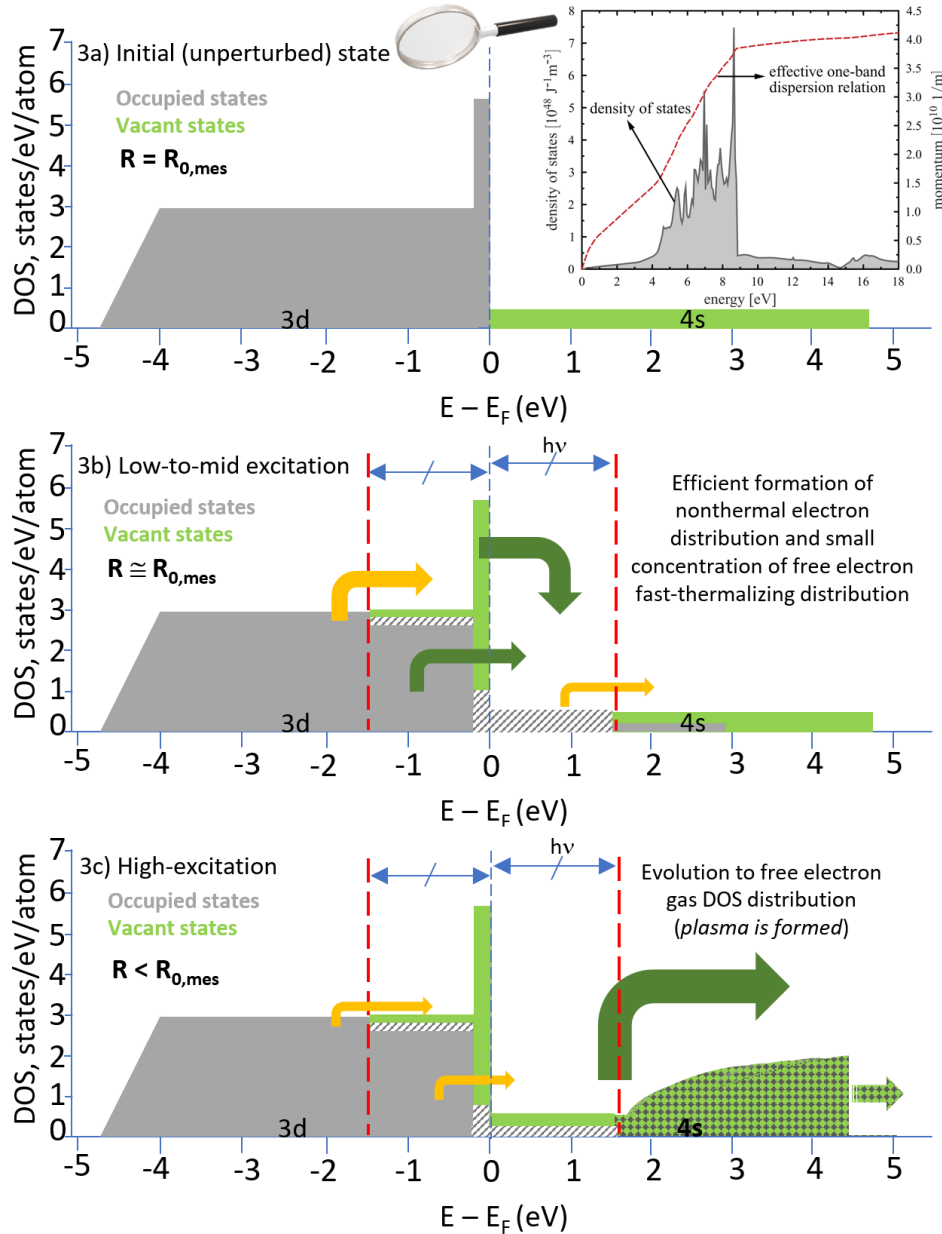 3a) Initial (unperturbed) state
Occupied states
Vacant states
R = R0,mes
DOS, states/eV/atom
7
6
5
4
3
2
1
0
3d
4s
-5
-4
-3
-2
-1
0
1
2
3
4
5
E – EF (eV)
density of states [10^48 J^-1m^-3]
8
7
6
5
4
3
2
1
0
density of states
effective one-band
dispersion relation
momentum [10^10 1/m]
4.5
4.0
3.5
3.0
2.5
2.0
1.5
1.0
0.5
0.0
0
2
4
6
8
10
12
14
16
18
energy [eV]
3b) Low-to-mid excitation
Occupied states
Vacant states
R ≅ R0,mes
hν
Efficient formation of
nonthermal electron
distribution and small
concentration of free electron
fast-thermalizing distribution
DOS, states/eV/atom
7
6
5
4
3
2
1
0
3d
4s
-5
-4
-3
-2
-1
0
1
2
3
4
5
E – EF (eV)
3c) High-excitation
Occupied states
Vacant states
R < R0,mes
hν
Evolution to free electron
gas DOS distribution
(plasma is formed)
DOS, states/eV/atom
7
6
5
4
3
2
1
0
3d
4s
-5
-4
-3
-2
-1
0
1
2
3
4
5
E – EF (eV)